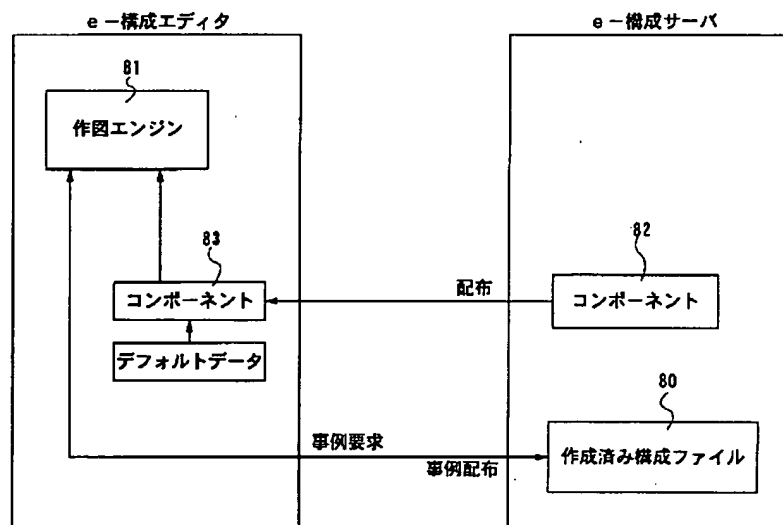 e－構成エディタ
e－構成サーバ
81
作図エンジン
83
82
コンポーネント
配布
コンポーネント
デフォルトデータ
80
事例要求
事例配布
作成済み構成ファイル